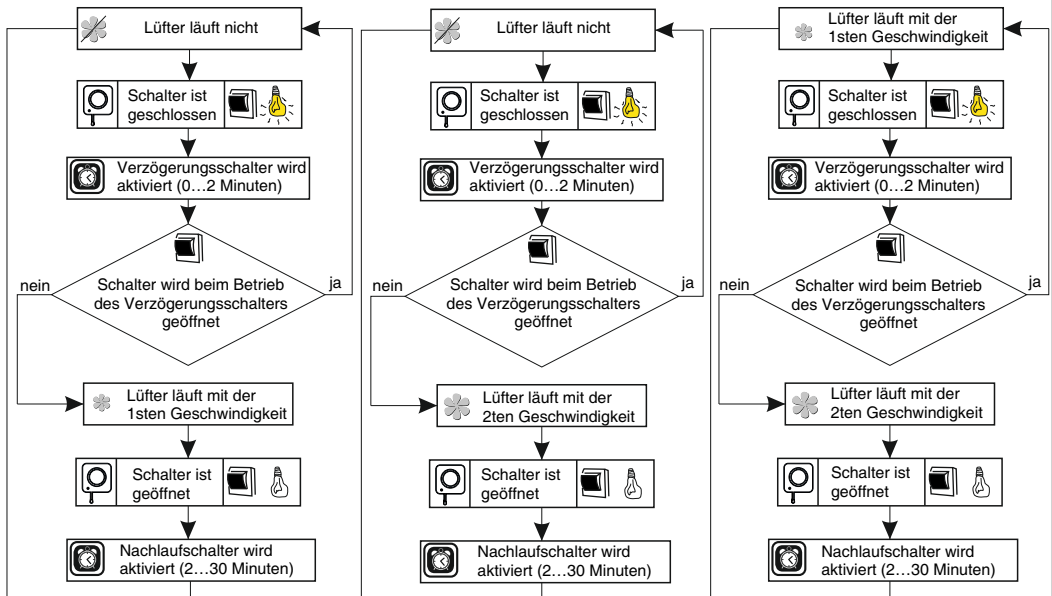 Lüfter läuft nicht
Schalter ist
geschlossen
Verzögerungsschalter wird
aktiviert (0…2 Minuten)
nein
ja
Schalter wird beim Betrieb
des Verzögerungsschalters
geöffnet
Lüfter läuft mit der
1sten Geschwindigkeit
Schalter ist
geöffnet
Nachlaufschalter wird
aktiviert (2…30 Minuten)
Lüfter läuft nicht
Schalter ist
geschlossen
Verzögerungsschalter wird
aktiviert (0…2 Minuten)
nein
ja
Schalter wird beim Betrieb
des Verzögerungsschalters
geöffnet
Lüfter läuft mit der
2ten Geschwindigkeit
Schalter ist
geöffnet
Nachlaufschalter wird
aktiviert (2…30 Minuten)
Lüfter läuft mit der
1sten Geschwindigkeit
Schalter ist
geschlossen
Verzögerungsschalter wird
aktiviert (0…2 Minuten)
nein
ja
Schalter wird beim Betrieb
des Verzögerungsschalters
geöffnet
Lüfter läuft mit der
2ten Geschwindigkeit
Schalter ist
geöffnet
Nachlaufschalter wird
aktiviert (2…30 Minuten)